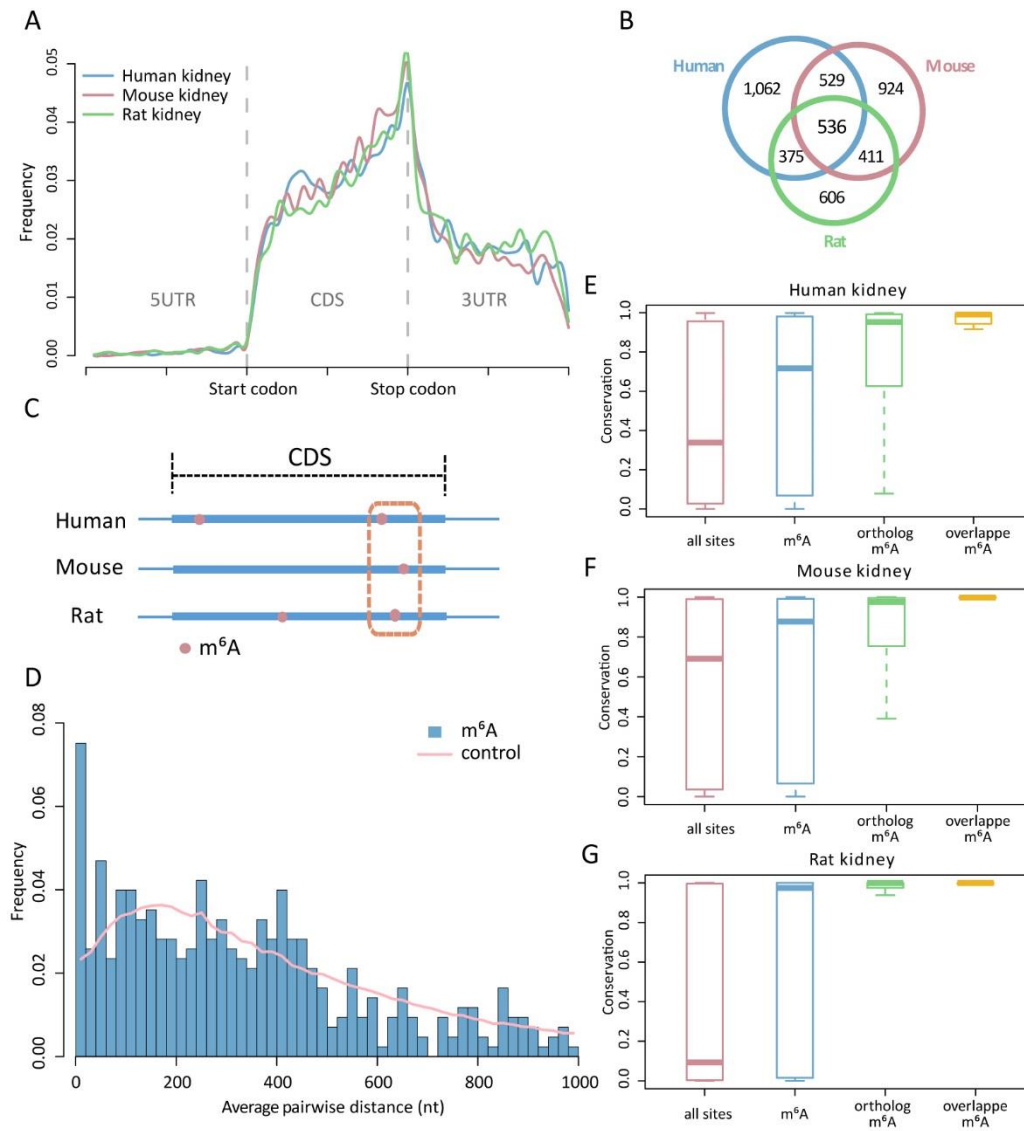 A
Frequency
0.00
0.01
0.02
0.03
0.04
0.05
Human kidney
Mouse kidney
Rat kidney
5UTR
CDS
3UTR
Start codon
Stop codon
B
Human
Mouse
1,062
529
924
536
375
411
606
Rat
C
CDS
Human
Mouse
Rat
m⁶A
D
Frequency
0.00
0.02
0.04
0.06
0.08
m⁶A
control
0
200
400
600
800
1000
Average pairwise distance (nt)
E
Human kidney
Conservation
0.0
0.2
0.4
0.6
0.8
1.0
all sites
m⁶A
ortholog
m⁶A
overlappe
m⁶A
F
Mouse kidney
Conservation
0.0
0.2
0.4
0.6
0.8
1.0
all sites
m⁶A
ortholog
m⁶A
overlappe
m⁶A
G
Rat kidney
Conservation
0.0
0.2
0.4
0.6
0.8
1.0
all sites
m⁶A
ortholog
m⁶A
overlappe
m⁶A